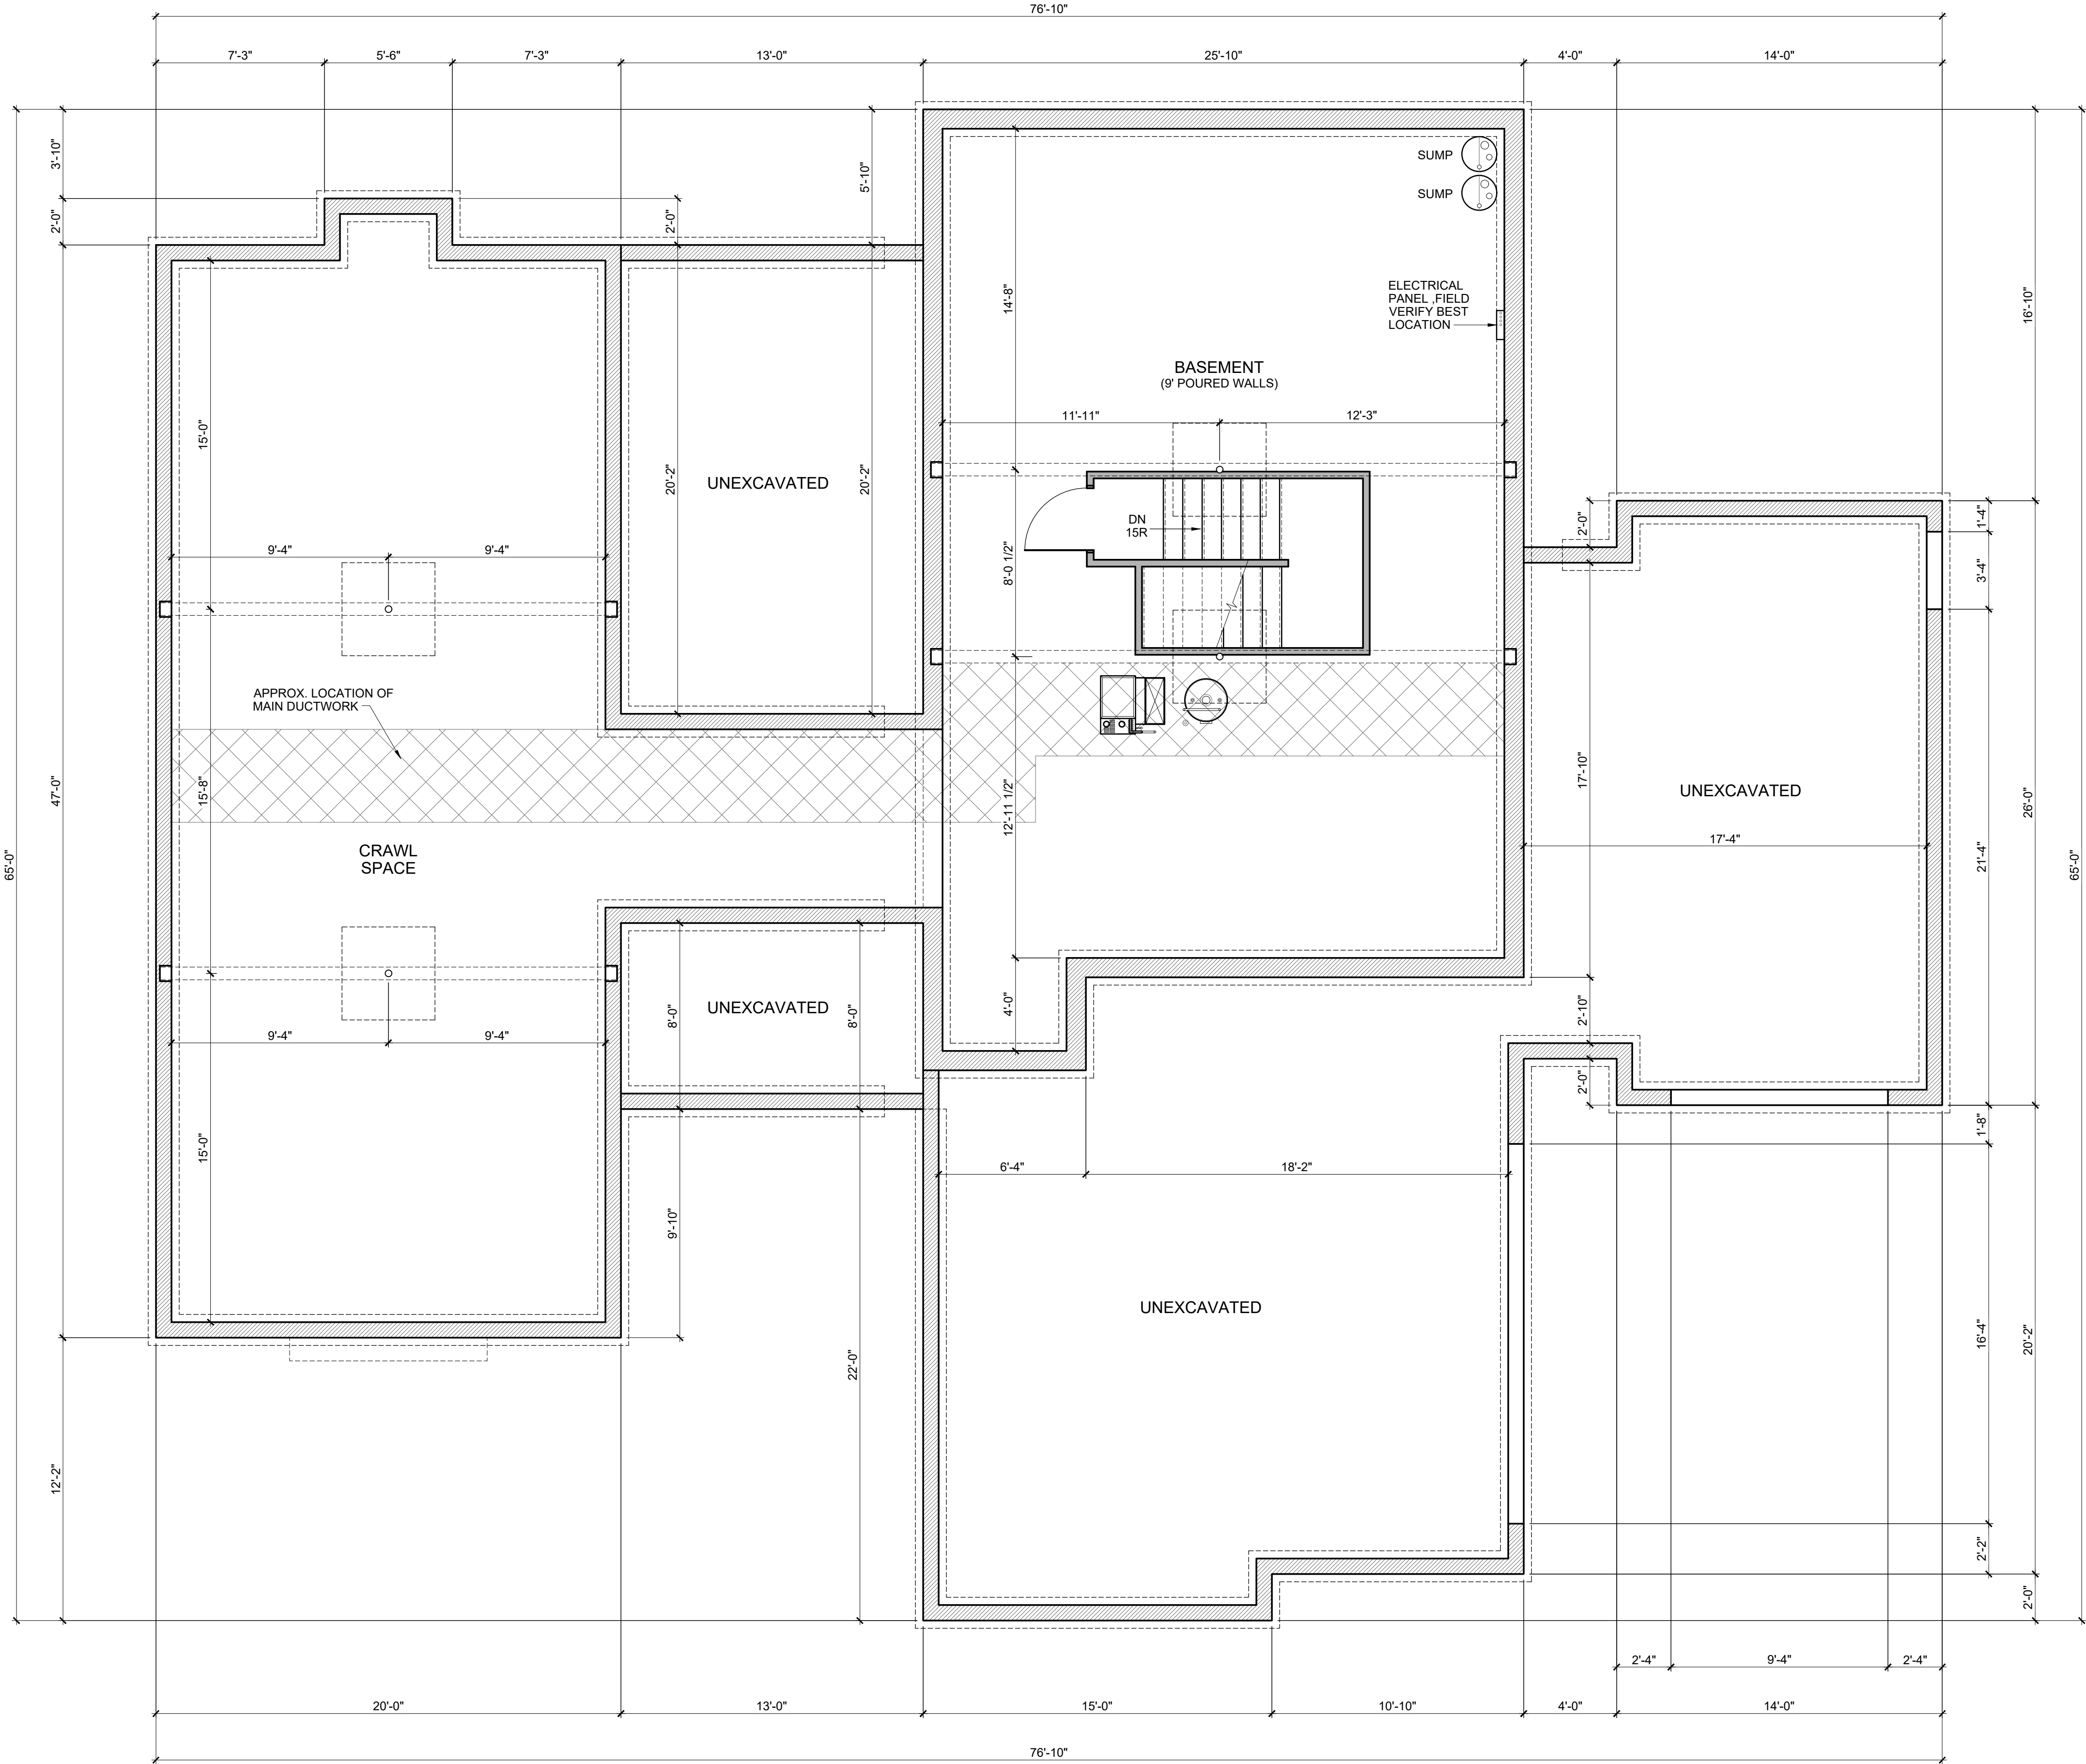 76'-10"
7'-3" 5'-6" 7'-3" 13'-0" 25'-10" 4'-0" 14'-0"
3'-10"
5'-10"
SUMP
SUMP
2'-0"
2'-0"
ELECTRICAL
PANEL ,FIELD
VERIFY BEST
LOCATION
14'-8"
16'-10"
BASEMENT
(9' POURED WALLS)
11'-11" 12'-3"
15'-0"
20'-2"
UNEXCAVATED
20'-2"
DN
15R
2'-0"
1'-4"
9'-4" 9'-4"
8'-0 1/2"
3'-4"
APPROX. LOCATION OF
MAIN DUCTWORK
47'-0"
15'-8"
12'-11 1/2"
17'-10"
UNEXCAVATED
26'-0"
17'-4"
21'-4"
65'-0"
CRAWL
SPACE
65'-0"
8'-0"
UNEXCAVATED
8'-0"
4'-0"
2'-10"
9'-4" 9'-4"
2'-0"
15'-0"
1'-8"
6'-4" 18'-2"
9'-10"
UNEXCAVATED
22'-0"
16'-4"
20'-2"
12'-2"
2'-2"
2'-0"
2'-4" 9'-4" 2'-4"
20'-0" 13'-0" 15'-0" 10'-10" 4'-0" 14'-0"
76'-10"